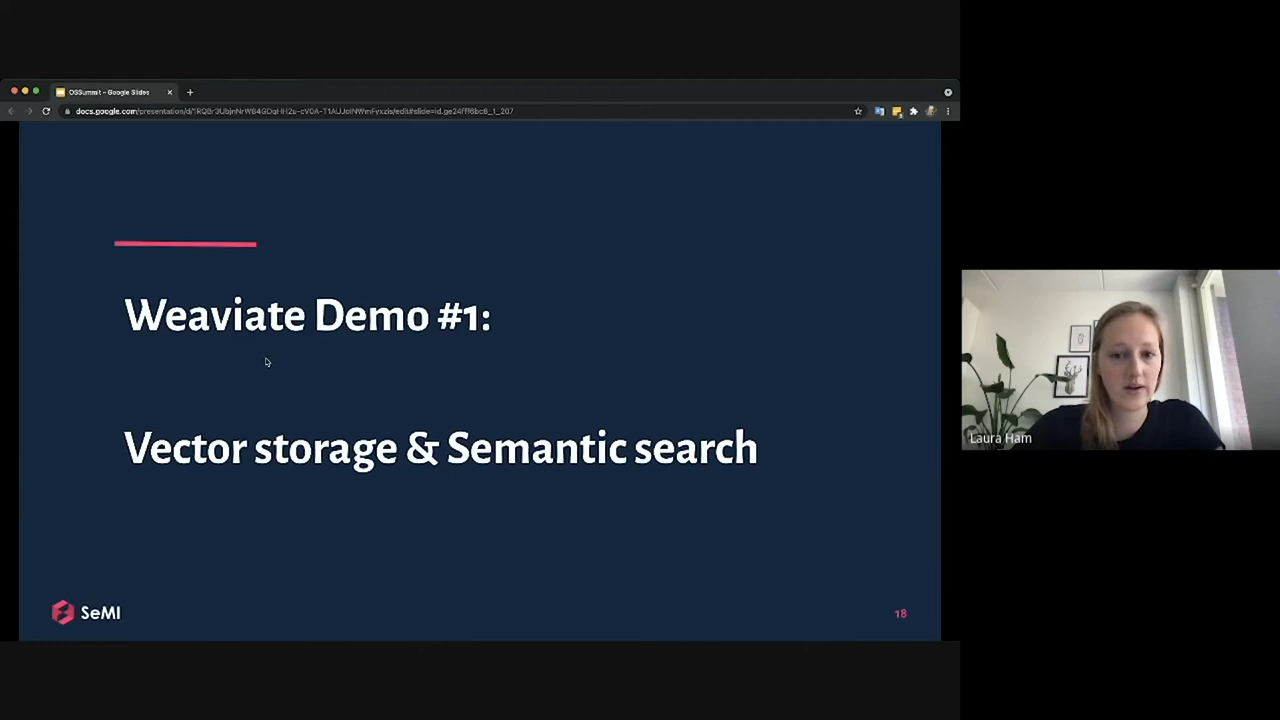 OSSummit - Google Slides
Weaviate Demo #1:
Vector storage & Semantic search
SeMI
18
Laura Ham